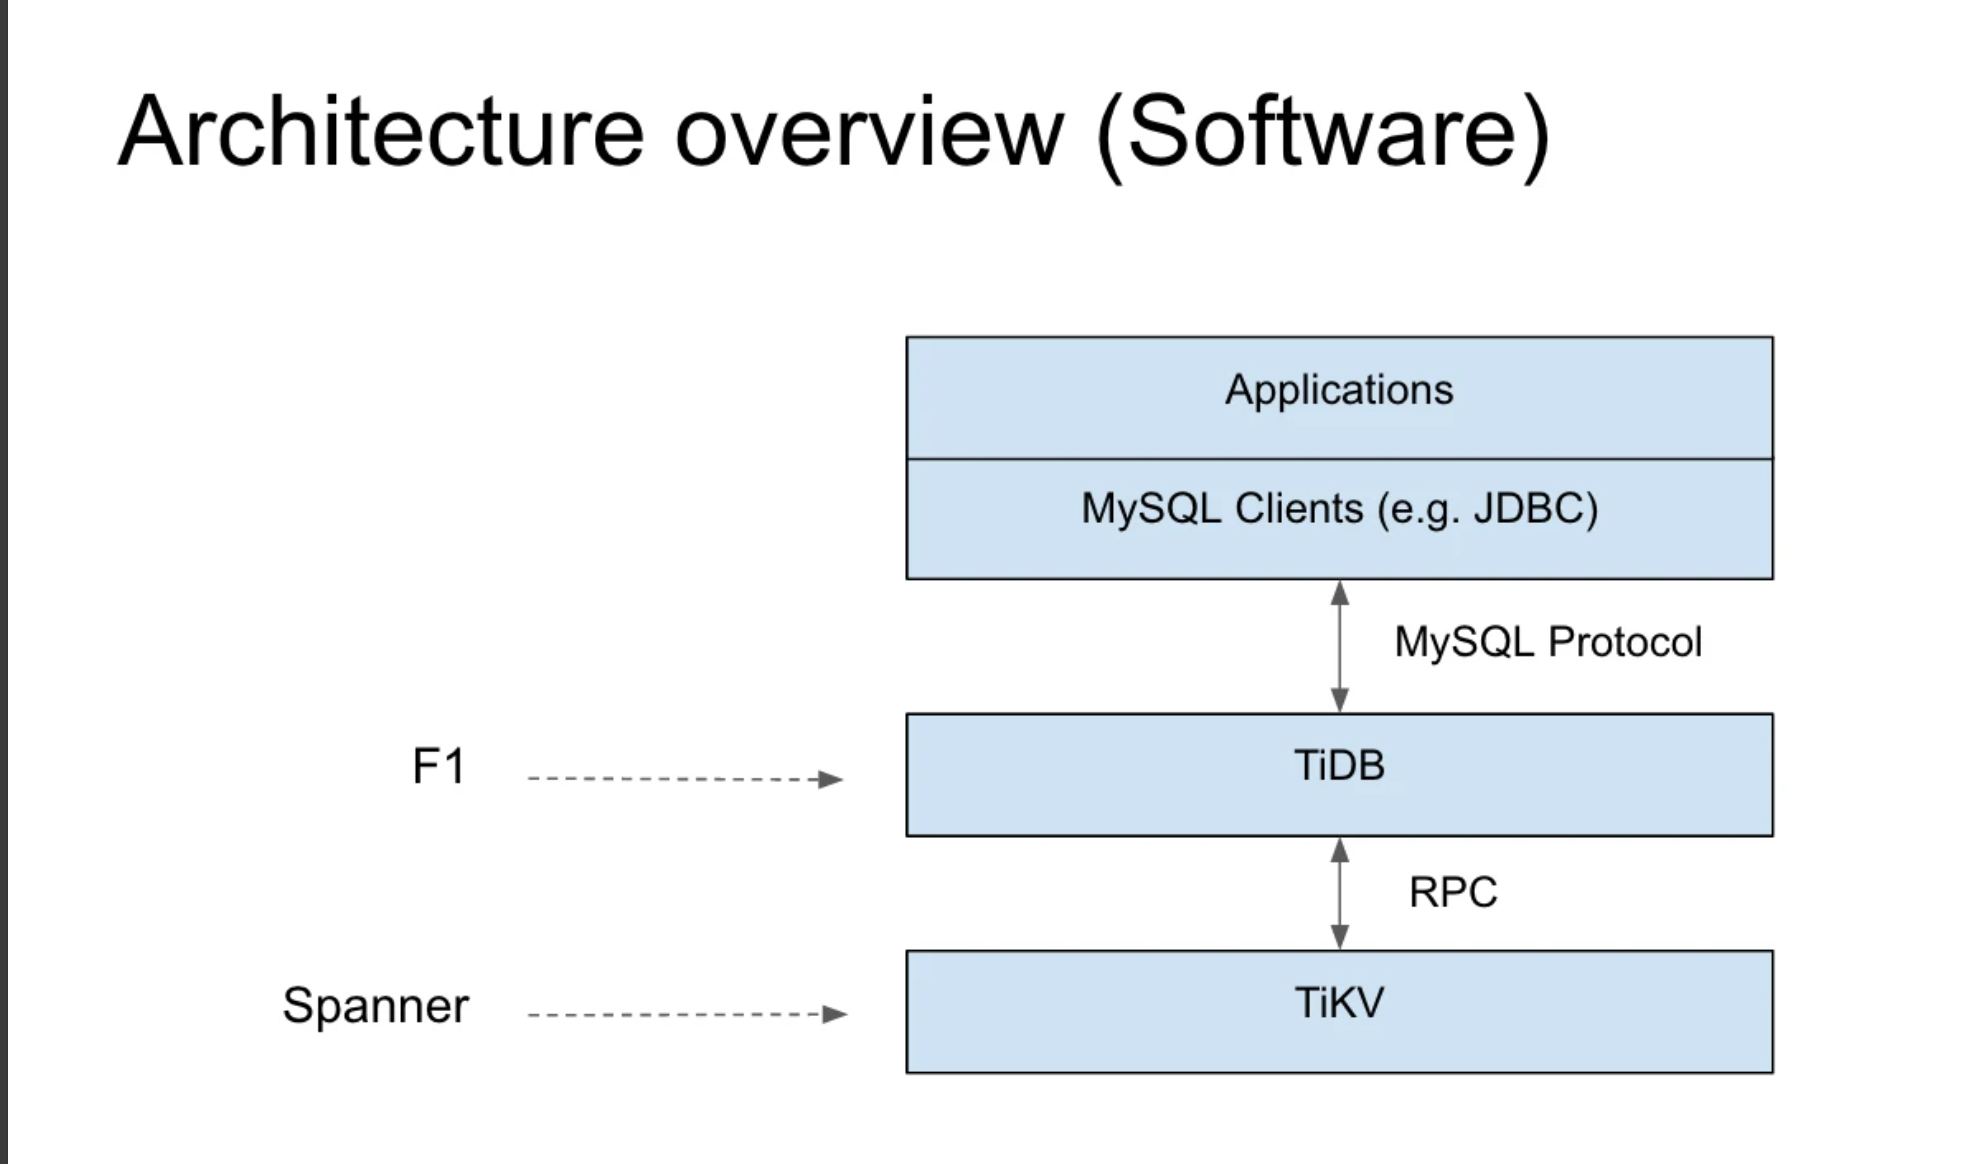 Architecture overview (Software)
Applications
MySQL Clients (e.g. JDBC)
MySQL Protocol
F1
TiDB
RPC
Spanner
TiKV